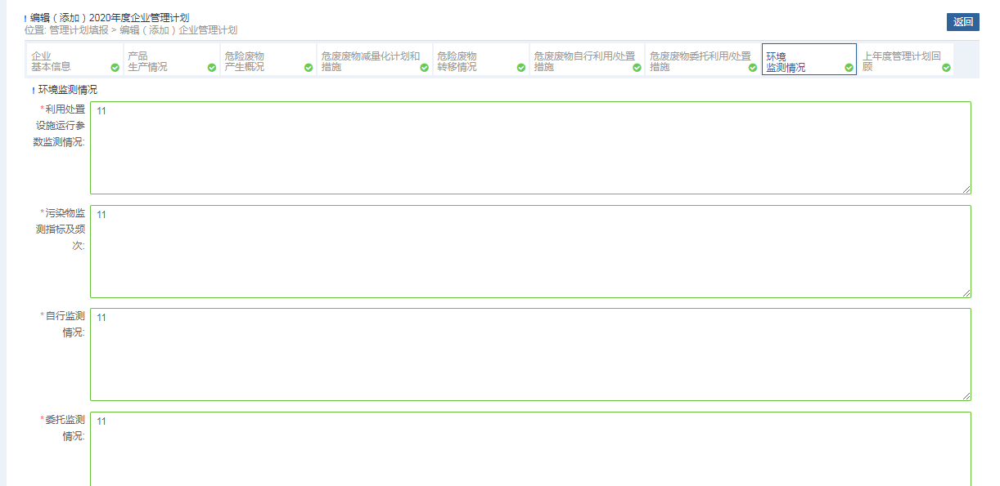 编辑（添加）2020年度企业管理计划
位置: 管理计划填报 > 编辑（添加）企业管理计划
返回
企业
基本信息
产品
生产情况
危险废物
产生概况
危废废物减量化计划和
措施
危险废物
转移情况
危废废物自行利用/处置
措施
危废废物委托利用/处置
措施
环境
监测情况
上年度管理计划回
顾
环境监测情况
*利用处置
设施运行参
数监测情况:
11
*污染物监
测指标及频
次:
11
*自行监测
情况:
11
*委托监测
情况:
11